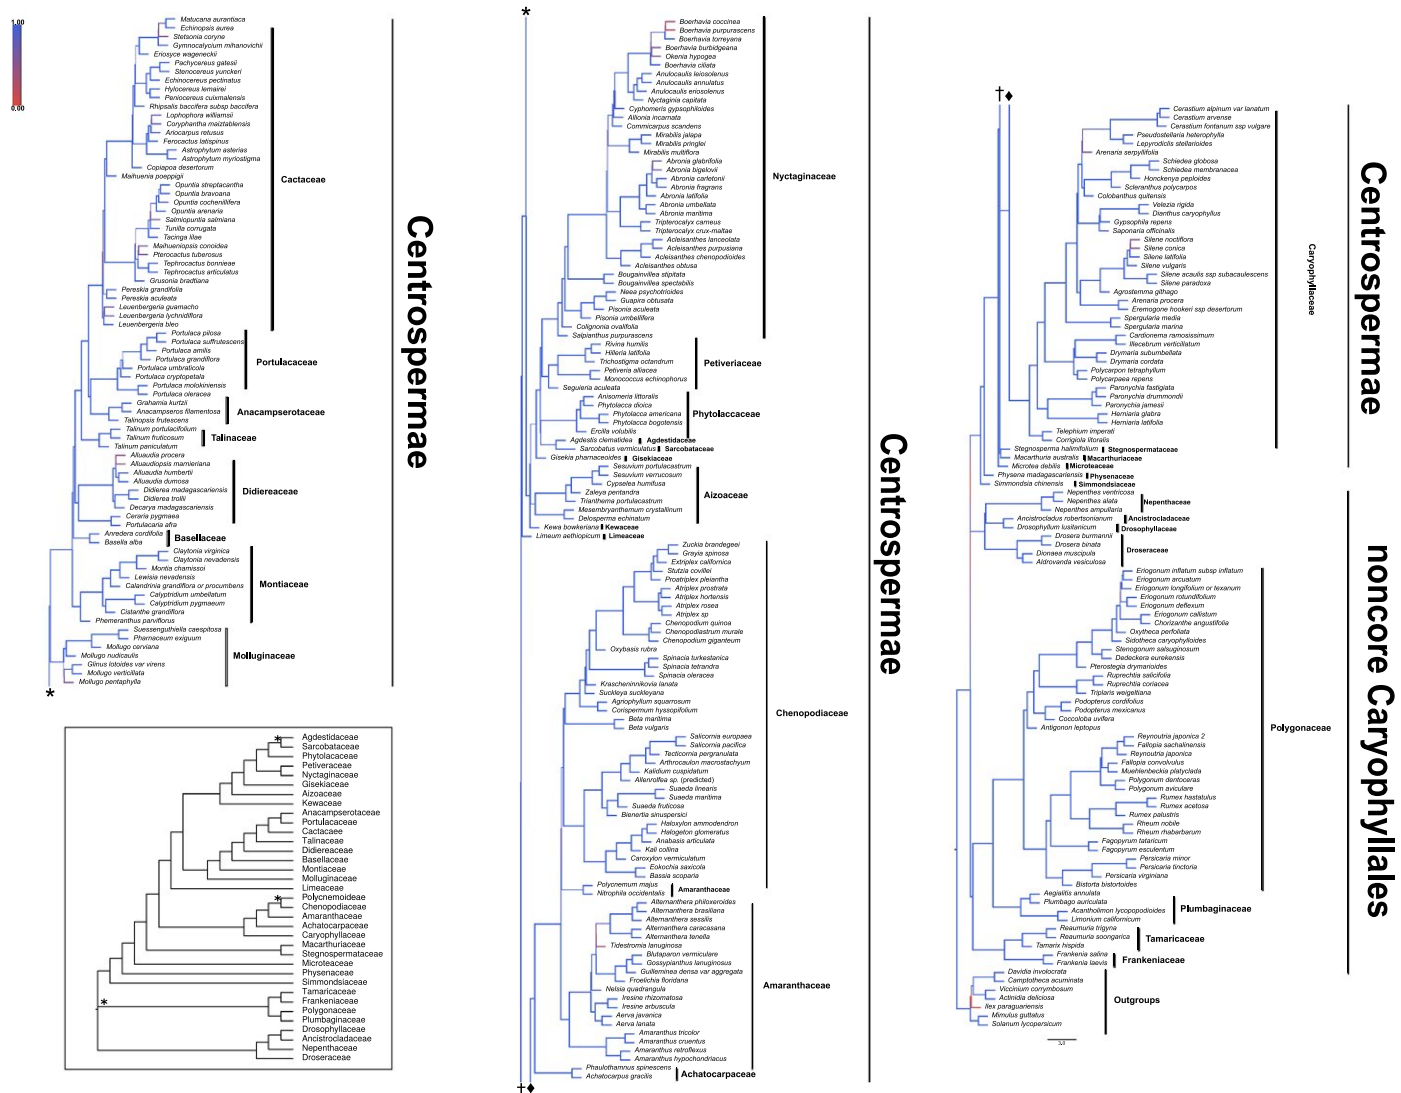 1.00
0.00
Matucana aurantiaca
Echinopsis aurea
Stetsonia coryne
Gymnocalycium mihanovichii
Eriosyce wageneckii
Pachycereus gatesii
Stenocereus yunckeri
Echinocereus pectinatus
Hylocereus lemairei
Peniocereus cuixmalensis
Rhipsalis baccifera subsp baccifera
Lophophora williamsii
Coryphantha maiztablensis
Ariocarpus retusus
Ferocactus latispinus
Astrophytum asterias
Astrophytum myriostigma
Copiapoa desertorum
Maihuenia poeppigii
Opuntia streptacantha
Opuntia bravoana
Opuntia cochenillifera
Opuntia arenaria
Salmiopuntia salmiana
Tunilla corrugata
Tacinga lilae
Maihueniopsis conoidea
Pterocactus tuberosus
Tephrocactus bonnieae
Tephrocactus articulatus
Grusonia bradtiana
Pereskia grandifolia
Pereskia aculeata
Leuenbergeria guamacho
Leuenbergeria lychnidiflora
Leuenbergeria bleo
Cactaceae
Portulaca pilosa
Portulaca suffrutescens
Portulaca amilis
Portulaca grandiflora
Portulaca umbraticola
Portulaca cryptopetala
Portulaca molokiniensis
Portulaca oleracea
Portulacaceae
Grahamia kurtzii
Anacampseros filamentosa
Talinopsis frutescens
Anacampserotaceae
Talinum portulacifolium
Talinum fruticosum
Talinum paniculatum
Talinaceae
Alluaudia procera
Alluaudiopsis marnieriana
Alluaudia humbertii
Alluaudia dumosa
Didierea madagascariensis
Didierea trollii
Decarya madagascariensis
Ceraria pygmaea
Portulacaria afra
Didiereaceae
Anredera cordifolia
Basella alba
Basellaceae
Claytonia virginica
Claytonia nevadensis
Montia chamissoi
Lewisia nevadensis
Calandrinia grandiflora or procumbens
Calyptridium umbellatum
Calyptridium pygmaeum
Cistanthe grandiflora
Phemeranthus parviflorus
Montiaceae
Suessenguthiella caespitosa
Pharnaceum exiguum
Mollugo cerviana
Mollugo nudicaulis
Glinus lotoides var virens
Mollugo verticillata
Mollugo pentaphylla
Molluginaceae
*
Centrospermae
*
Agdestidaceae
Sarcobataceae
Phytolacaceae
Petiveraceae
Nyctaginaceae
Gisekiaceae
Aizoaceae
Kewaceae
Anacampserotaceae
Portulacaceae
Cactacaee
Talinaceae
Didiereaceae
Basellaceae
Montiaceae
Molluginaceae
Limeaceae
* Polycnemoideae
Chenopodiaceae
Amaranthaceae
Achatocarpaceae
Caryophyllaceae
Macarthuriaceae
Stegnospermataceae
Microteaceae
Physenaceae
Simmondsiaceae
Tamaricaceae
* Frankeniaceae
Polygonaceae
Plumbaginaceae
Drosophyllaceae
Ancistrocladaceae
Nepenthaceae
Droseraceae
*
Boerhavia coccinea
Boerhavia purpurascens
Boerhavia torreyana
Boerhavia burbidgeana
Okenia hypogea
Boerhavia ciliata
Anulocaulis leiosolenus
Anulocaulis annulatus
Anulocaulis eriosolenus
Nyctaginia capitata
Cyphomeris gypsophiloides
Allionia incarnata
Commicarpus scandens
Mirabilis jalapa
Mirabilis pringlei
Mirabilis multiflora
Abronia glabrifolia
Abronia bigelovii
Abronia carletonii
Abronia fragrans
Abronia latifolia
Abronia umbellata
Abronia maritima
Tripterocalyx carneus
Tripterocalyx crux-maltae
Acleisanthes lanceolata
Acleisanthes purpusiana
Acleisanthes chenopodioides
Acleisanthes obtusa
Bougainvillea stipitata
Bougainvillea spectabilis
Neea psychotrioides
Guapira obtusata
Pisonia aculeata
Pisonia umbellifera
Colignonia ovalifolia
Salpianthus purpurascens
Nyctaginaceae
Rivina humilis
Hilleria latifolia
Trichostigma octandrum
Petiveria alliacea
Monococcus echinophorus
Seguieria aculeata
Petiveriaceae
Anisomeria littoralis
Phytolacca dioica
Phytolacca americana
Phytolacca bogotensis
Ercilla volubilis
Phytolaccaceae
Agdestis clematidea Agdestidaceae
Sarcobatus vermiculatus Sarcobataceae
Gisekia pharnaceoides Gisekiaceae
Sesuvium portulacastrum
Sesuvium verrucosum
Cypselea humifusa
Zaleya pentandra
Trianthema portulacastrum
Mesembryanthemum crystallinum
Delosperma echinatum
Aizoaceae
Kewa bowkeriana Kewaceae
Limeum aethiopicum Limeaceae
Zuckia brandegeei
Grayia spinosa
Extriplex californica
Stutzia covillei
Proatriplex pleiantha
Atriplex prostrata
Atriplex hortensis
Atriplex rosea
Atriplex sp
Chenopodium quinoa
Chenopodiastrum murale
Chenopodium giganteum
Oxybasis rubra
Spinacia turkestanica
Spinacia tetrandra
Spinacia oleracea
Krascheninnikovia lanata
Suckleya suckleyana
Agriophyllum squarrosum
Corispermum hyssopifolium
Beta maritima
Beta vulgaris
Salicornia europaea
Salicornia pacifica
Tecticornia pergranulata
Arthrocaulon macrostachyum
Kalidium cuspidatum
Allenrolfea sp. (predicted)
Suaeda linearis
Suaeda maritima
Suaeda fruticosa
Bienertia sinuspersici
Haloxylon ammodendron
Halogeton glomeratus
Anabasis articulata
Kali collina
Caroxylon vermiculatum
Eokochia saxicola
Bassia scoparia
Chenopodiaceae
Polycnemum majus
Nitrophila occidentalis
Amaranthaceae
Alternanthera philoxeroides
Alternanthera brasiliana
Alternanthera sessilis
Alternanthera caracasana
Alternanthera tenella
Tidestromia lanuginosa
Blutaparon vermiculare
Gossypianthus lanuginosus
Guilleminea densa var aggregata
Froelichia floridana
Nelsia quadrangula
Iresine rhizomatosa
Iresine arbuscula
Aerva javanica
Aerva lanata
Amaranthus tricolor
Amaranthus cruentus
Amaranthus retroflexus
Amaranthus hypochondriacus
Amaranthaceae
Phaulothamnus spinescens
Achatocarpus gracilis
Achatocarpaceae
†♦
Centrospermae
†♦
Cerastium alpinum var lanatum
Cerastium arvense
Cerastium fontanum ssp vulgare
Pseudostellaria heterophylla
Lepyrodiclis stellarioides
Arenaria serpyllifolia
Schiedea globosa
Schiedea membranacea
Honckenya peploides
Scleranthus polycarpos
Colobanthus quitensis
Velezia rigida
Dianthus caryophyllus
Gypsophila repens
Saponaria officinalis
Silene noctiflora
Silene conica
Silene latifolia
Silene vulgaris
Silene acaulis ssp subacaulescens
Silene paradoxa
Agrostemma githago
Arenaria procera
Eremogone hookeri ssp desertorum
Spergularia media
Spergularia marina
Cardionema ramosissimum
Illecebrum verticillatum
Drymaria subumbellata
Drymaria cordata
Polycarpon tetraphyllum
Polycarpaea repens
Paronychia fastigiata
Paronychia drummondii
Paronychia jamesii
Herniaria glabra
Herniaria latifolia
Telephium imperati
Corrigiola litoralis
Caryophyllaceae
Stegnosperma halimifolium Stegnospermataceae
Macarthuria australis Macarthuriaceae
Microtea debilis Microteaceae
Physena madagascariensis Physenaceae
Simmondsia chinensis Simmondsiaceae
Centrospermae
Nepenthes ventricosa
Nepenthes alata
Nepenthes ampullaria
Nepenthaceae
Ancistrocladus robertsonianum Ancistrocladaceae
Drosophyllum lusitanicum Drosophyllaceae
Drosera burmannii
Drosera binata
Dionaea muscipula
Aldrovanda vesiculosa
Droseraceae
Eriogonum inflatum subsp inflatum
Eriogonum arcuatum
Eriogonum longifolium or texanum
Eriogonum rotundifolium
Eriogonum deflexum
Eriogonum callistum
Chorizanthe angustifolia
Oxytheca perfoliata
Sidotheca caryophylloides
Stenogonum salsuginosum
Dedeckera eurekensis
Pterostegia drymarioides
Ruprechtia salicifolia
Ruprechtia coriacea
Triplaris weigeltiana
Podopterus cordifolius
Podopterus mexicanus
Coccoloba uvifera
Antigonon leptopus
Reynoutria japonica 2
Fallopia sachalinensis
Reynoutria japonica
Fallopia convolvulus
Muehlenbeckia platyclada
Polygonum dentoceras
Polygonum aviculare
Rumex hastatulus
Rumex acetosa
Rumex palustris
Rheum nobile
Rheum rhabarbarum
Fagopyrum tataricum
Fagopyrum esculentum
Persicaria minor
Persicaria tinctoria
Persicaria virginiana
Bistorta bistortoides
Polygonaceae
Aegialitis annulata
Plumbago auriculata
Acantholimon lycopodioides
Limonium californicum
Plumbaginaceae
Reaumuria trigyna
Reaumuria soongarica
Tamarix hispida
Tamaricaceae
Frankenia salina
Frankenia laevis
Frankeniaceae
noncore Caryophyllales
Davidia involocrata
Camptotheca acuminata
Viccinium corrymbosum
Actinidia deliciosa
Ilex paraguariensis
Mimulus guttatus
Solanum lycopersicum
Outgroups
3.0